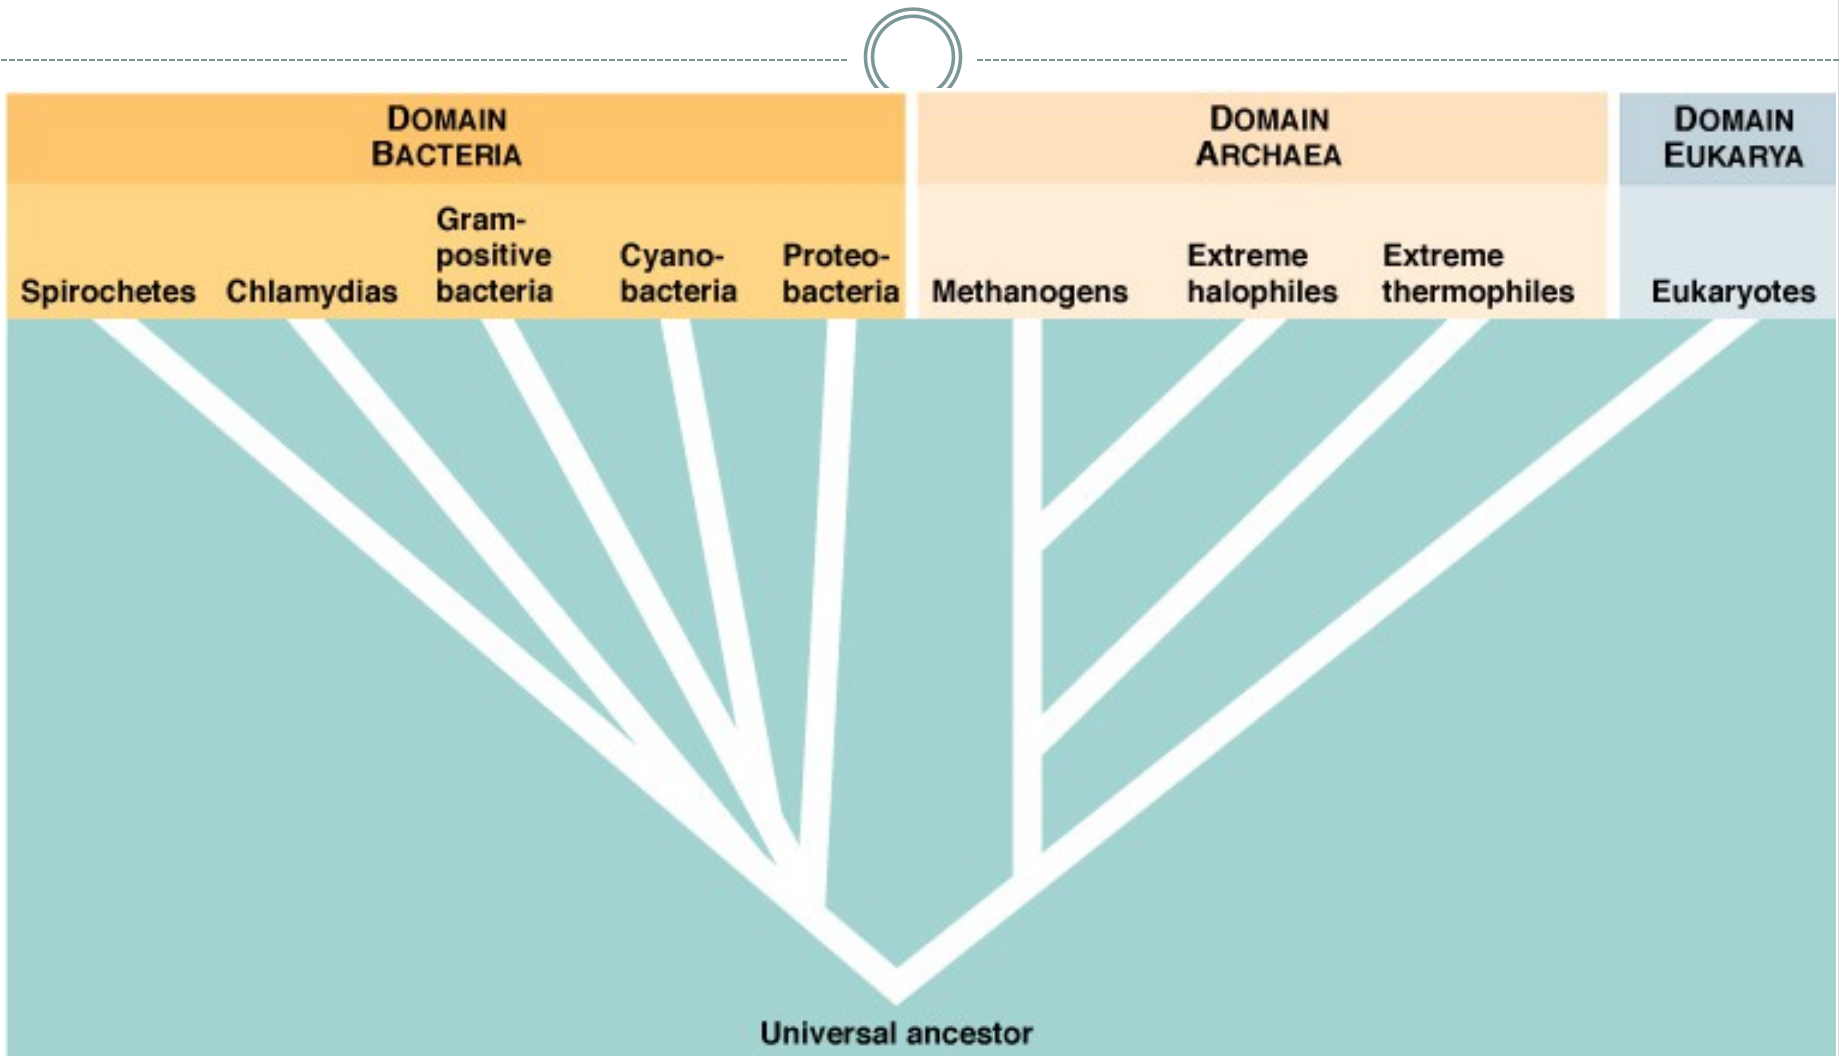 DOMAIN
BACTERIA
DOMAIN
ARCHAEA
DOMAIN
EUKARYA
Spirochetes
Chlamydias
Gram-
positive
bacteria
Cyano-
bacteria
Proteo-
bacteria
Methanogens
Extreme
halophiles
Extreme
thermophiles
Eukaryotes
Universal ancestor